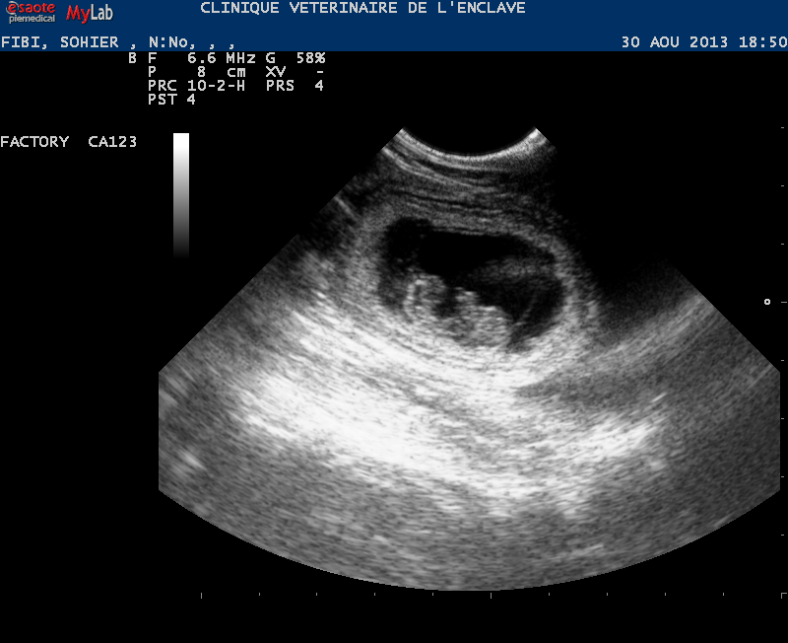 esaote
piemedical
MyLab
CLINIQUE VETERINAIRE DE L'ENCLAVE
FIBI, SOHIER , N:No, , ,
30 AOU 2013 18:50
B F 6.6 MHz G 58%
P 8 cm XV -
PRC 10-2-H PRS 4
PST 4
FACTORY CA123